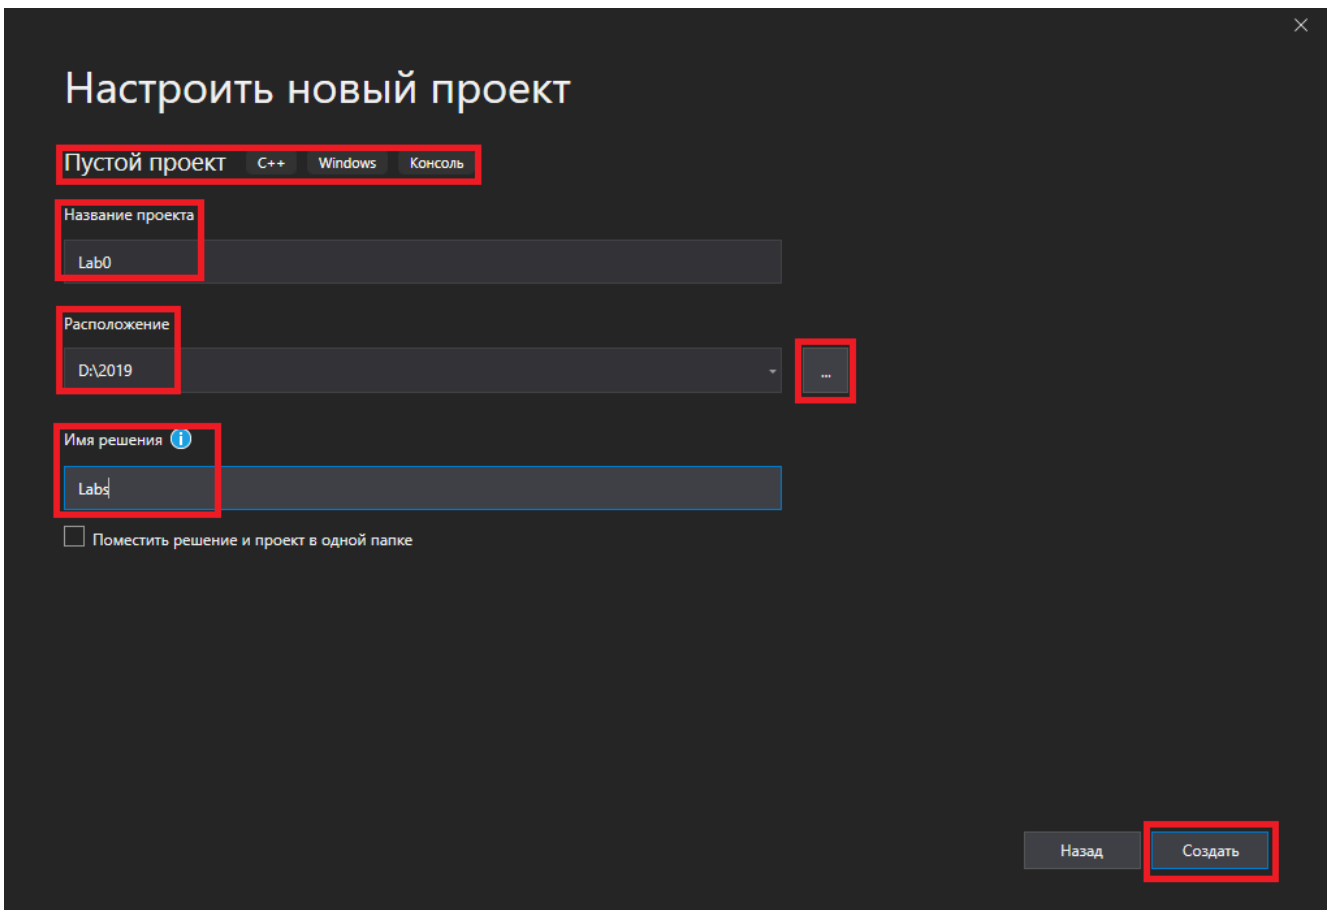 Настроить новый проект
Пустой проект C++ Windows Консоль
Название проекта
Lab0
Расположение
D:\2019
...
Имя решения
Labs
Поместить решение и проект в одной папке
Назад Создать